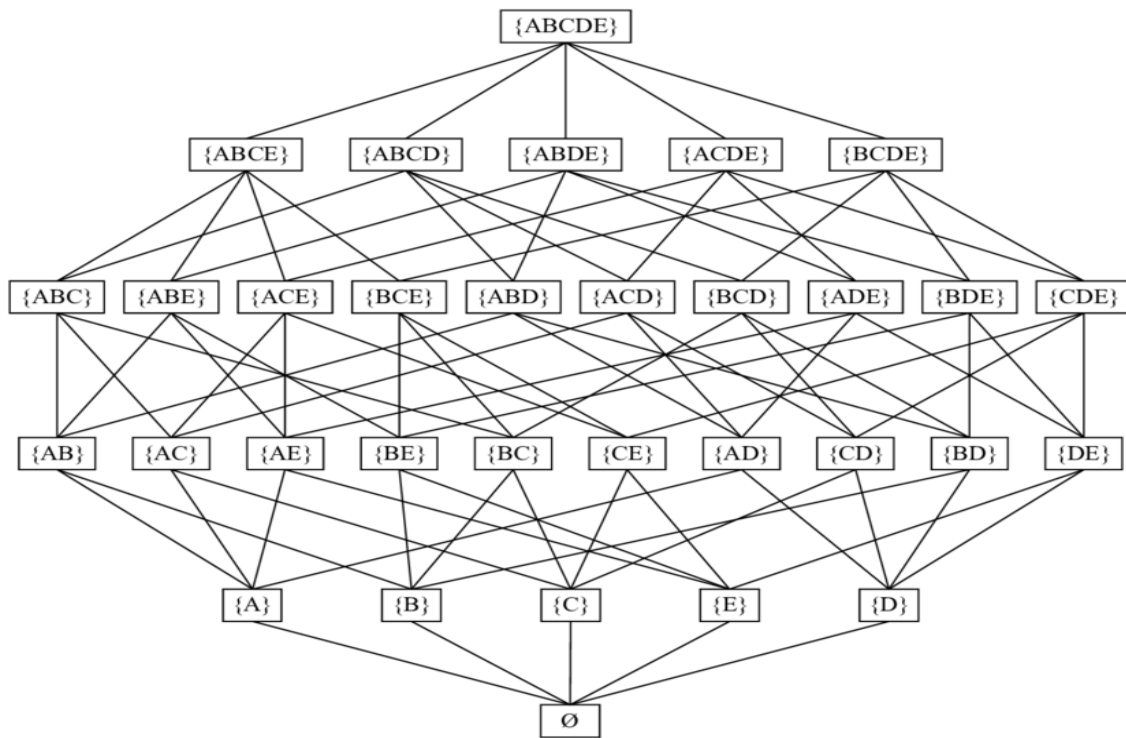 {ABCDE}
{ABCE} {ABCD} {ABDE} {ACDE} {BCDE}
{ABC} {ABE} {ACE} {BCE} {ABD} {ACD} {BCD} {ADE} {BDE} {CDE}
{AB} {AC} {AE} {BE} {BC} {CE} {AD} {CD} {BD} {DE}
{A} {B} {C} {E} {D}
Ø